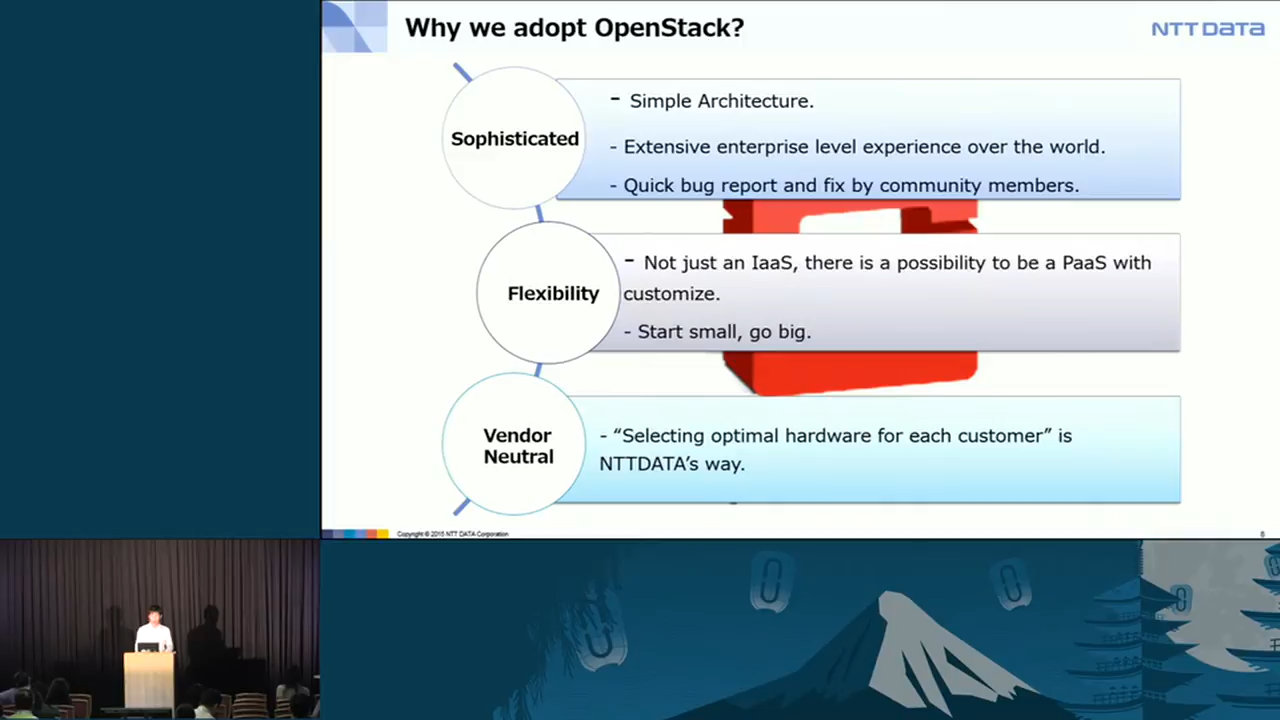 Why we adopt OpenStack?
NTT DATA
Sophisticated
- Simple Architecture.
- Extensive enterprise level experience over the world.
- Quick bug report and fix by community members.
Flexibility
- Not just an IaaS, there is a possibility to be a PaaS with
customize.
- Start small, go big.
Vendor
Neutral
- “Selecting optimal hardware for each customer” is
NTTDATA’s way.
Copyright © 2015 NTT DATA Corporation